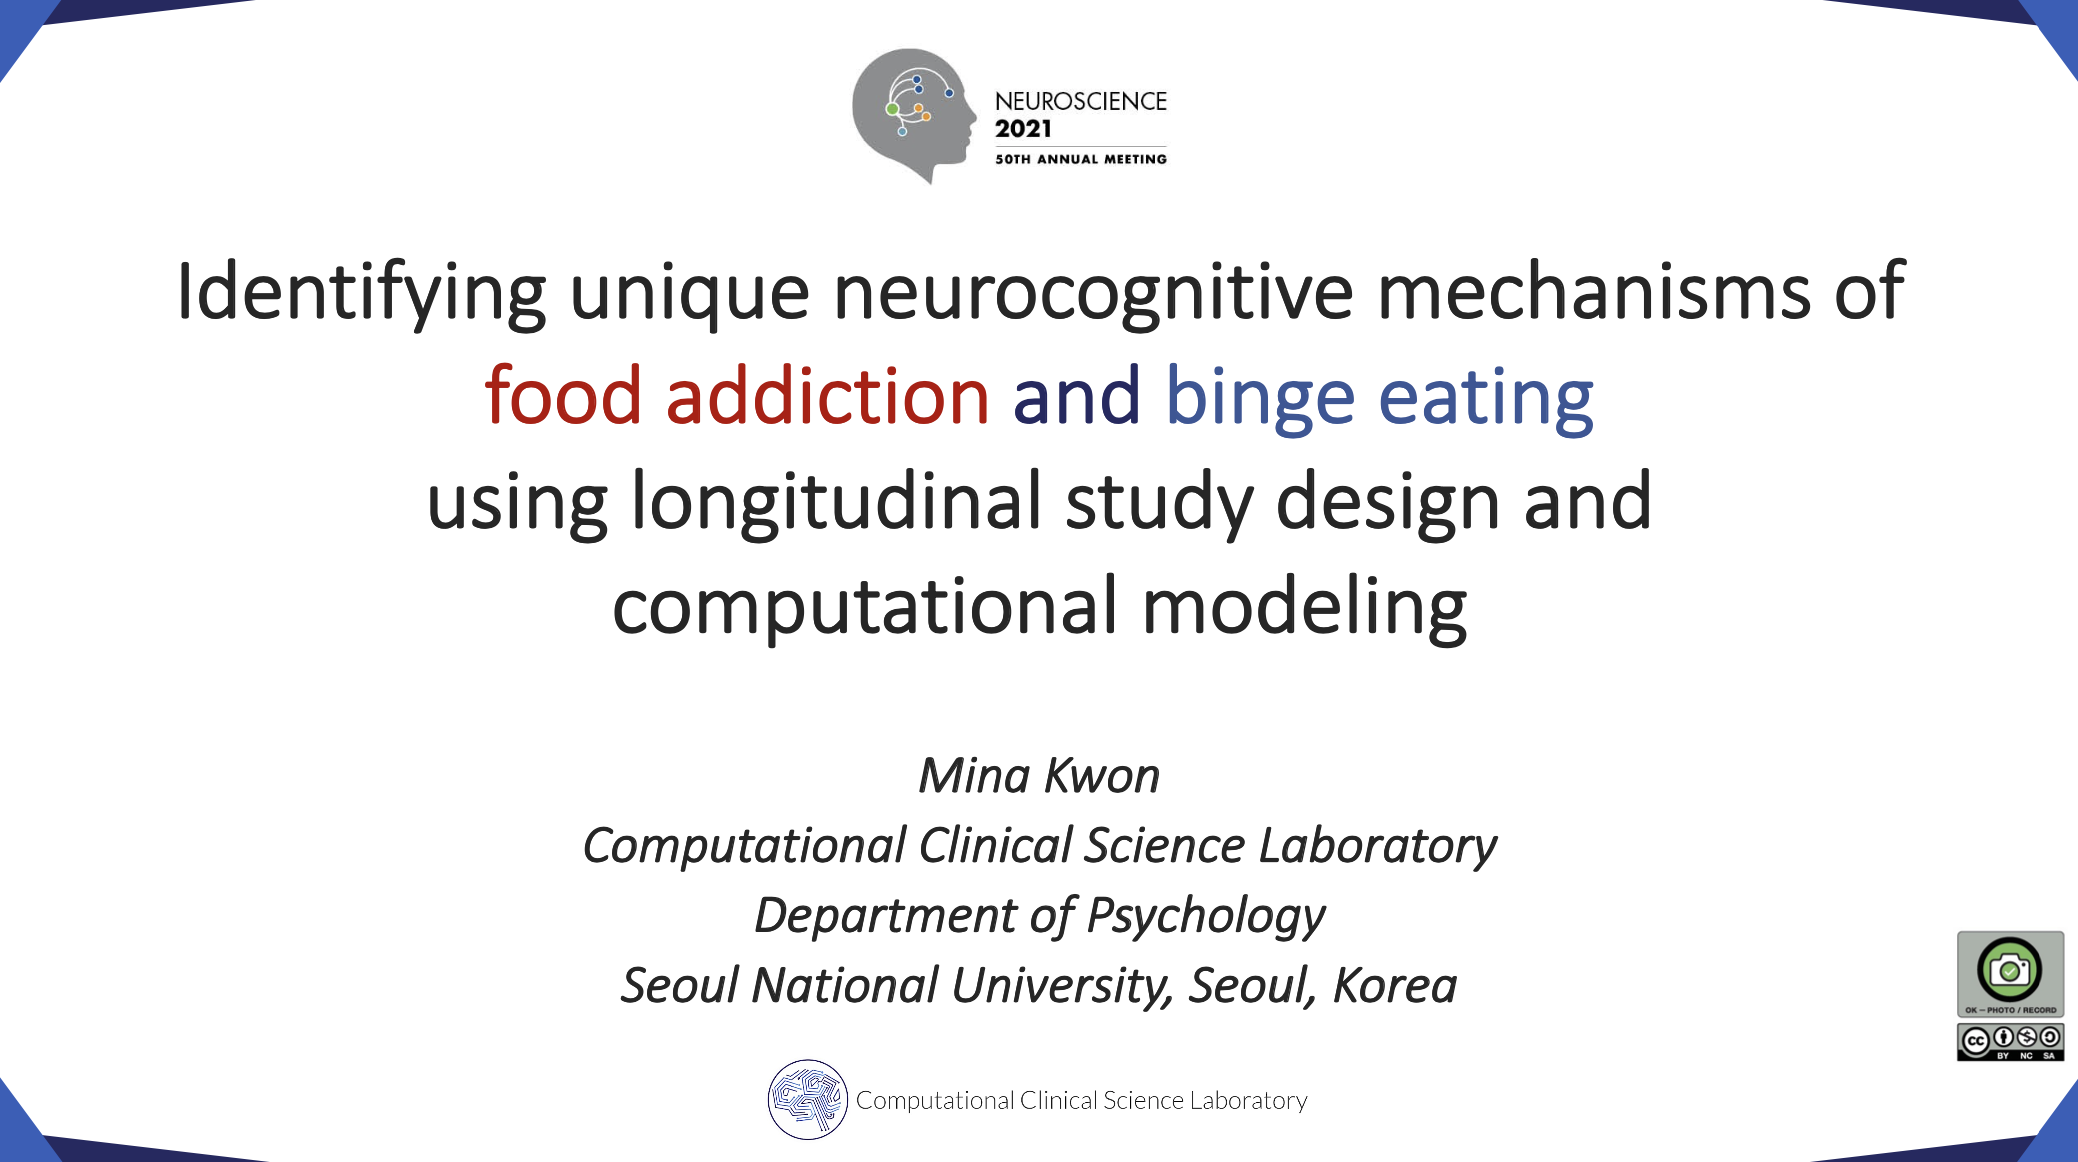 NEUROSCIENCE
2021
50TH ANNUAL MEETING
Identifying unique neurocognitive mechanisms of
food addiction and binge eating
using longitudinal study design and
computational modeling
Mina Kwon
Computational Clinical Science Laboratory
Department of Psychology
Seoul National University, Seoul, Korea
OK – PHOTO / RECORD
cc
BY NC SA
Computational Clinical Science Laboratory